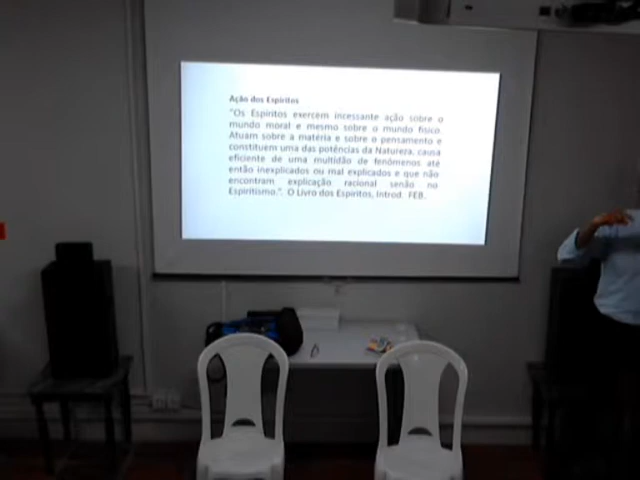 Ação dos Espíritos
"Os Espíritos exercem incessante ação sobre o
mundo moral e mesmo sobre o mundo físico.
Atuam sobre a matéria e sobre o pensamento e
constituem uma das potências da Natureza, causa
eficiente de uma multidão de fenômenos até
então inexplicados ou mal explicados e que não
encontram explicação racional senão no
Espiritismo.". O Livro dos Espíritos, Introd. FEB.